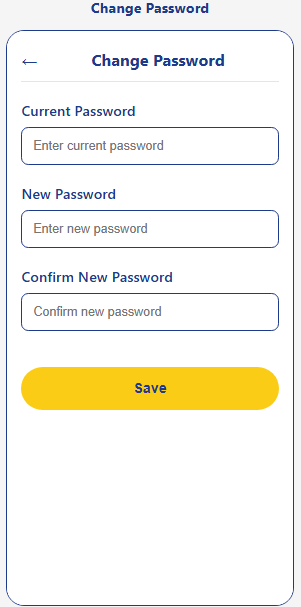 Change Password
← Change Password
Current Password
Enter current password
New Password
Enter new password
Confirm New Password
Confirm new password
Save